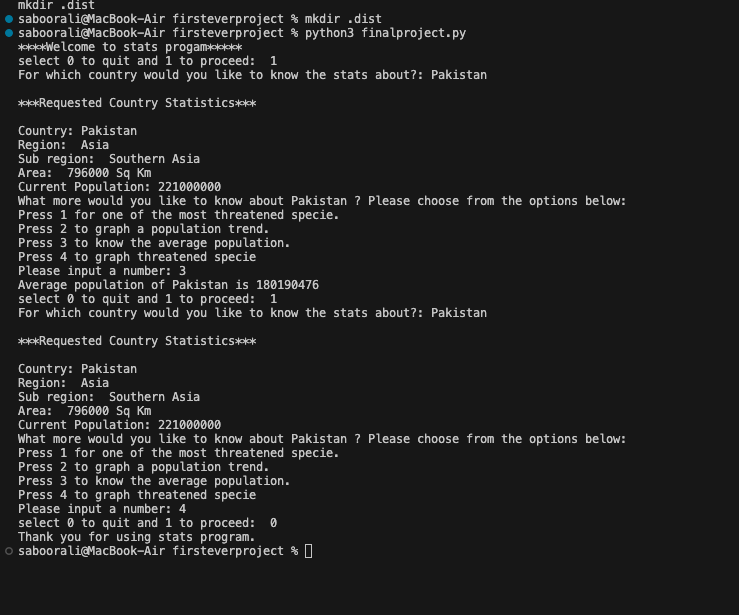 mkdir .dist
saboorali@MacBook-Air firsteverproject % mkdir .dist
saboorali@MacBook-Air firsteverproject % python3 finalproject.py
****Welcome to stats progam*****
select 0 to quit and 1 to proceed:  1
For which country would you like to know the stats about?: Pakistan

***Requested Country Statistics***

Country: Pakistan
Region:  Asia
Sub region:  Southern Asia
Area:  796000 Sq Km
Current Population: 221000000
What more would you like to know about Pakistan ? Please choose from the options below:
Press 1 for one of the most threatened specie.
Press 2 to graph a population trend.
Press 3 to know the average population.
Press 4 to graph threatened specie
Please input a number: 3
Average population of Pakistan is 180190476
select 0 to quit and 1 to proceed:  1
For which country would you like to know the stats about?: Pakistan

***Requested Country Statistics***

Country: Pakistan
Region:  Asia
Sub region:  Southern Asia
Area:  796000 Sq Km
Current Population: 221000000
What more would you like to know about Pakistan ? Please choose from the options below:
Press 1 for one of the most threatened specie.
Press 2 to graph a population trend.
Press 3 to know the average population.
Press 4 to graph threatened specie
Please input a number: 4
select 0 to quit and 1 to proceed:  0
Thank you for using stats program.
saboorali@MacBook-Air firsteverproject %